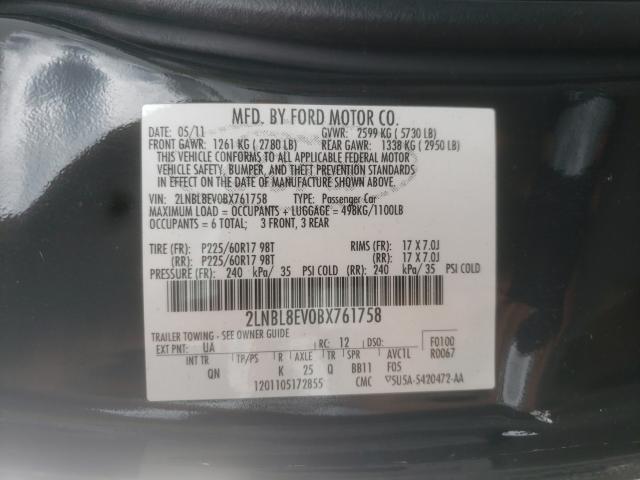 MFD. BY FORD MOTOR CO.
DATE: 05/11 GVWR: 2599 KG ( 5730 LB)
FRONT GAWR: 1261 KG ( 2780 LB) REAR GAWR: 1338 KG ( 2950 LB)
THIS VEHICLE CONFORMS TO ALL APPLICABLE FEDERAL MOTOR
VEHICLE SAFETY, BUMPER, AND THEFT PREVENTION STANDARDS
IN EFFECT ON THE DATE OF MANUFACTURE SHOWN ABOVE.
VIN: 2LNBL8EV0BX761758 TYPE: Passenger Car
MAXIMUM LOAD = OCCUPANTS + LUGGAGE = 498KG/1100LB
OCCUPANTS = 6 TOTAL; 3 FRONT, 3 REAR
TIRE (FR): P225/60R17 98T RIMS (FR): 17 X 7.0J
(RR): P225/60R17 98T (RR): 17 X 7.0J
PRESSURE (FR): 240 kPa/ 35 PSI COLD (RR): 240 kPa/ 35 PSI COLD
2LNBL8EV0BX761758
TRAILER TOWING - SEE OWNER GUIDE
EXT PNT: UA RC: 12 DSO: F0100
INT TR TP/PS R AXLE TR SPR AVC1L R0067
QN K 25 Q BB11 F05
1201105172855 CMC 5U5A-5420472-AA